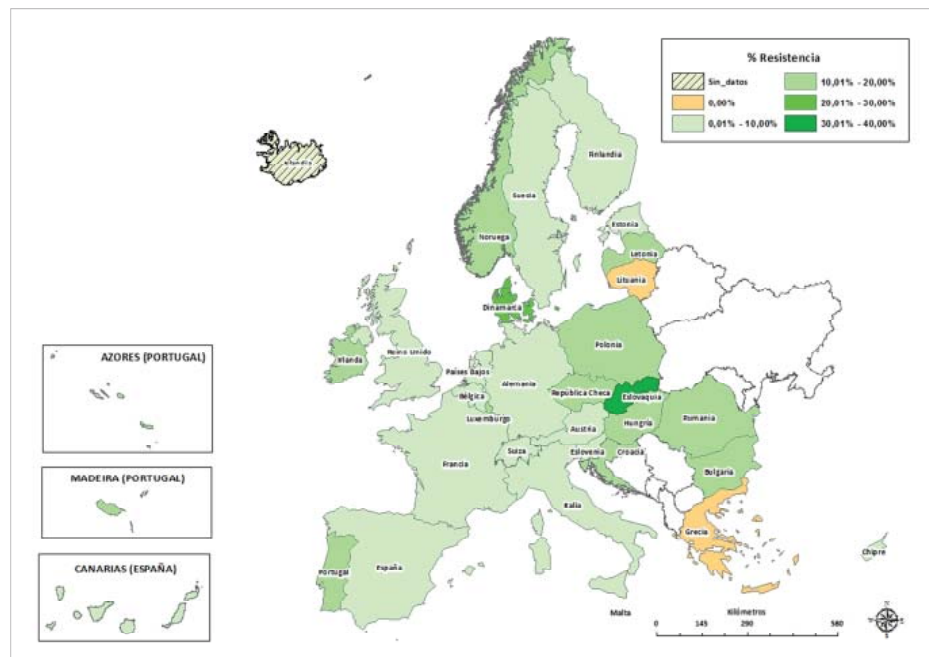 % Resistencia
Sin_datos
0,00%
0,01% - 10,00%
10,01% - 20,00%
20,01% - 30,00%
30,01% - 40,00%
Finlandia
Suecia
Noruega
Estonia
Letonia
Lituania
Dinamarca
Irlanda
Reino Unido
Países Bajos
Bélgica
Luxemburgo
Alemania
Polonia
República Checa
Eslovaquia
Austria
Hungría
Rumania
Suiza
Eslovenia
Croacia
Francia
Bulgaria
Italia
Grecia
Portugal
España
Chipre
Malta
AZORES (PORTUGAL)
MADEIRA (PORTUGAL)
CANARIAS (ESPAÑA)
Kilómetros
0 145 290 580